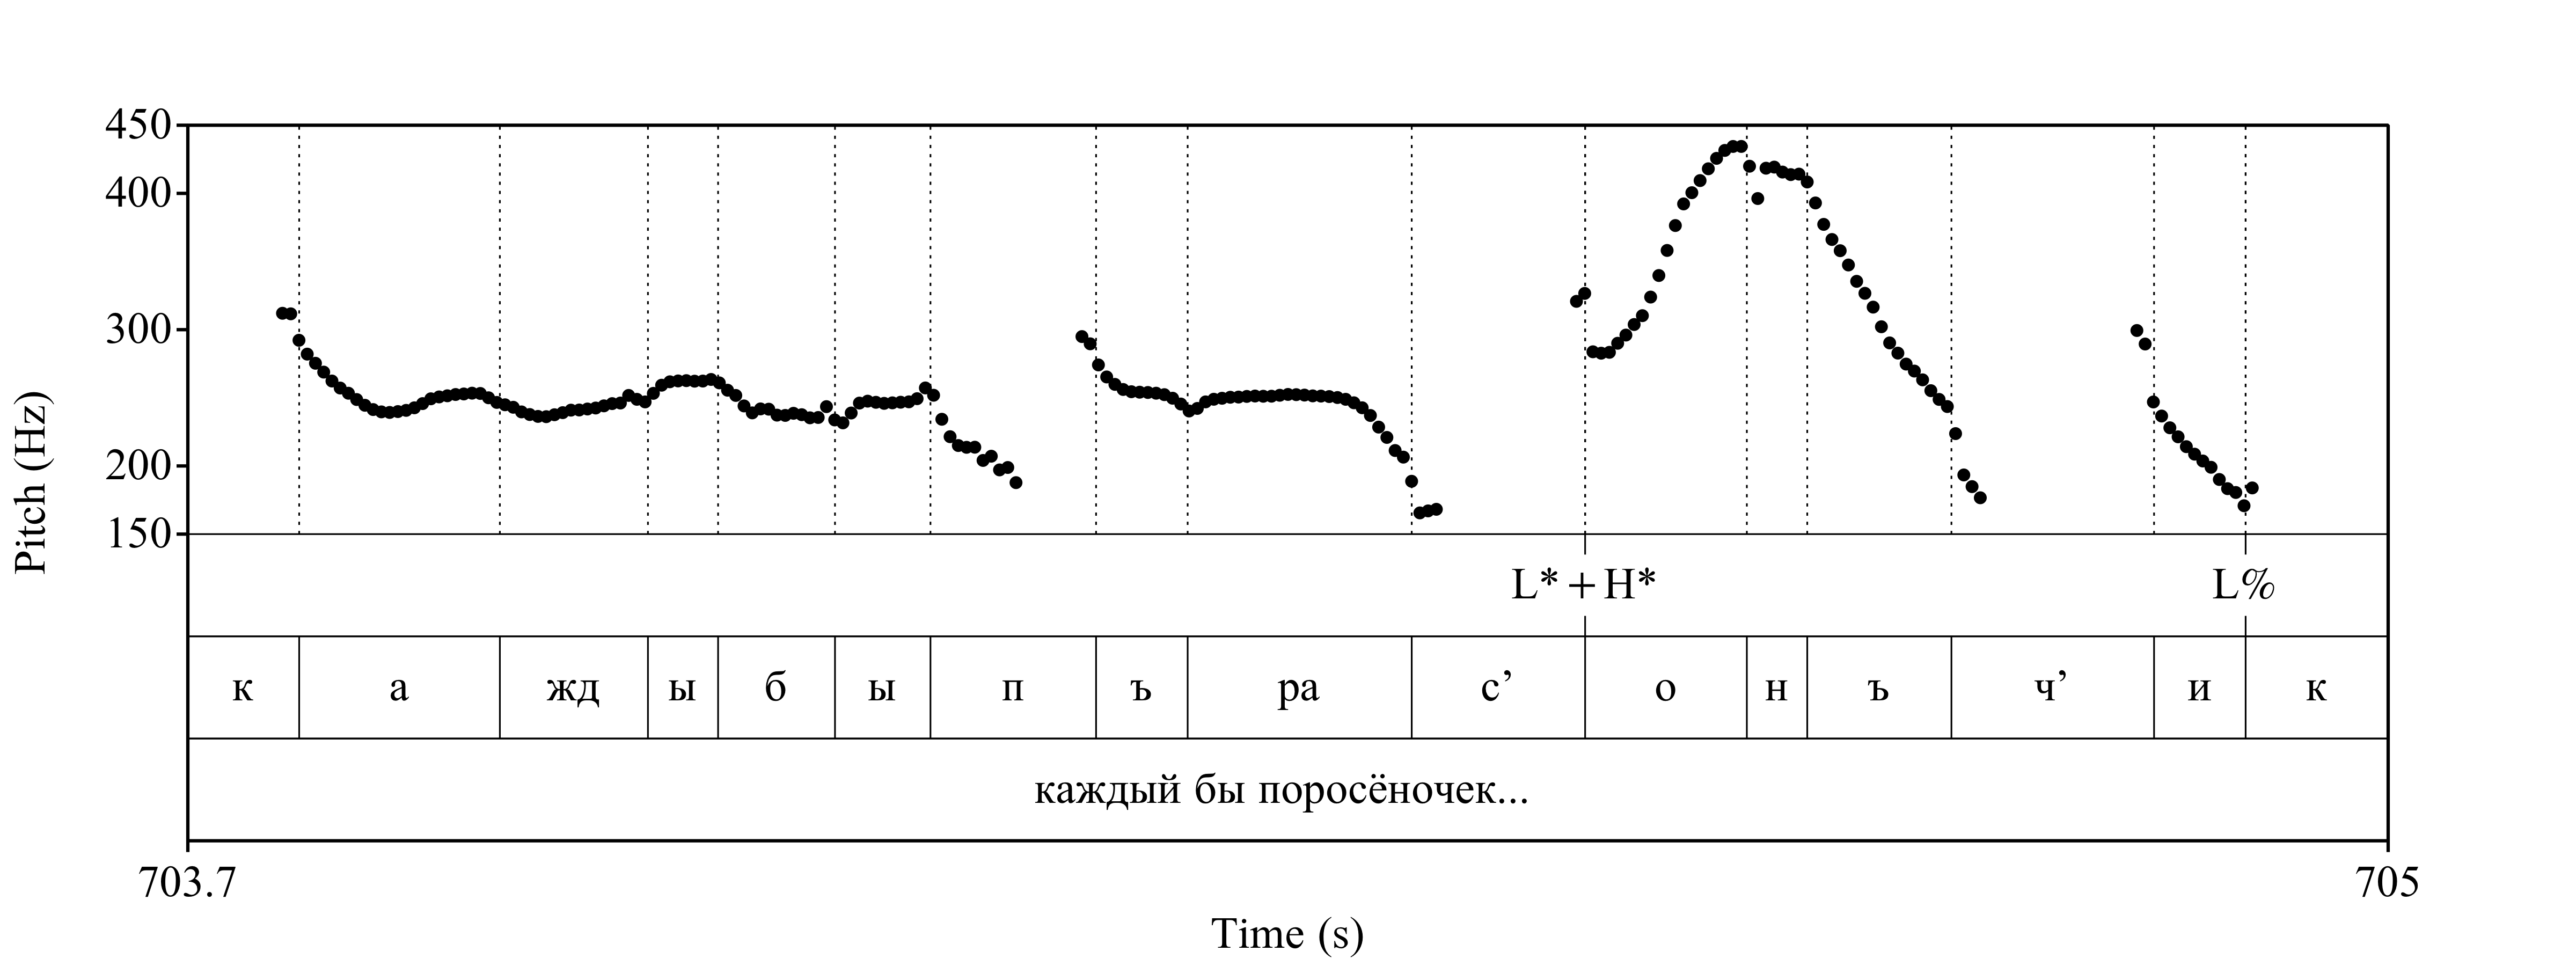 450
400
300
200
150
Pitch (Hz)
L*+H* L%
к а жд ы б ы п ъ ра с’ о н ъ ч’ и к
каждый бы поросёночек...
703.7 705
Time (s)